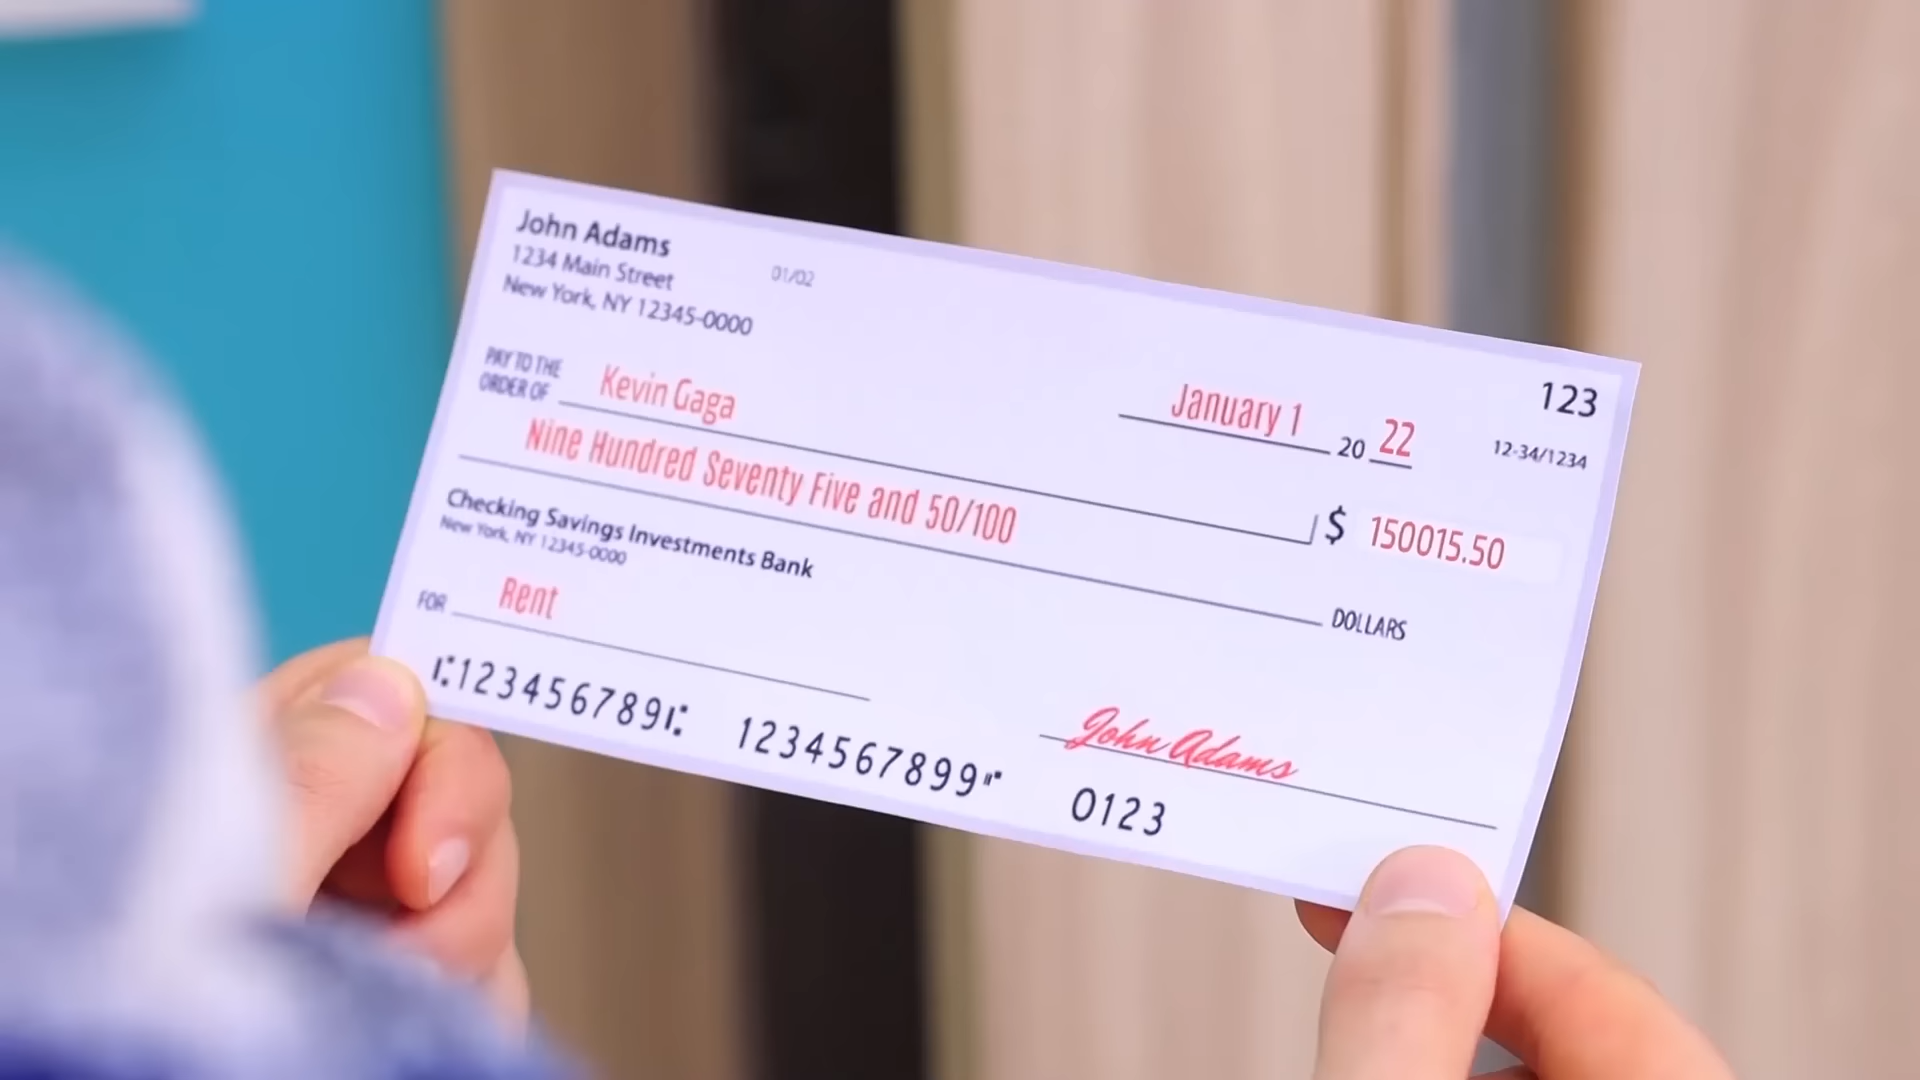 John Adams
1234 Main Street
New York, NY 12345-0000
01/02
123
January 1 20 22
12-34/1234
PAY TO THE
ORDER OF Kevin Gaga
$ 150015.50
Nine Hundred Seventy Five and 50/100
DOLLARS
Checking Savings Investments Bank
New York, NY 12345-0000
FOR Rent
John Adams
⑆123456789⑆ 1234567899⑈ 0123